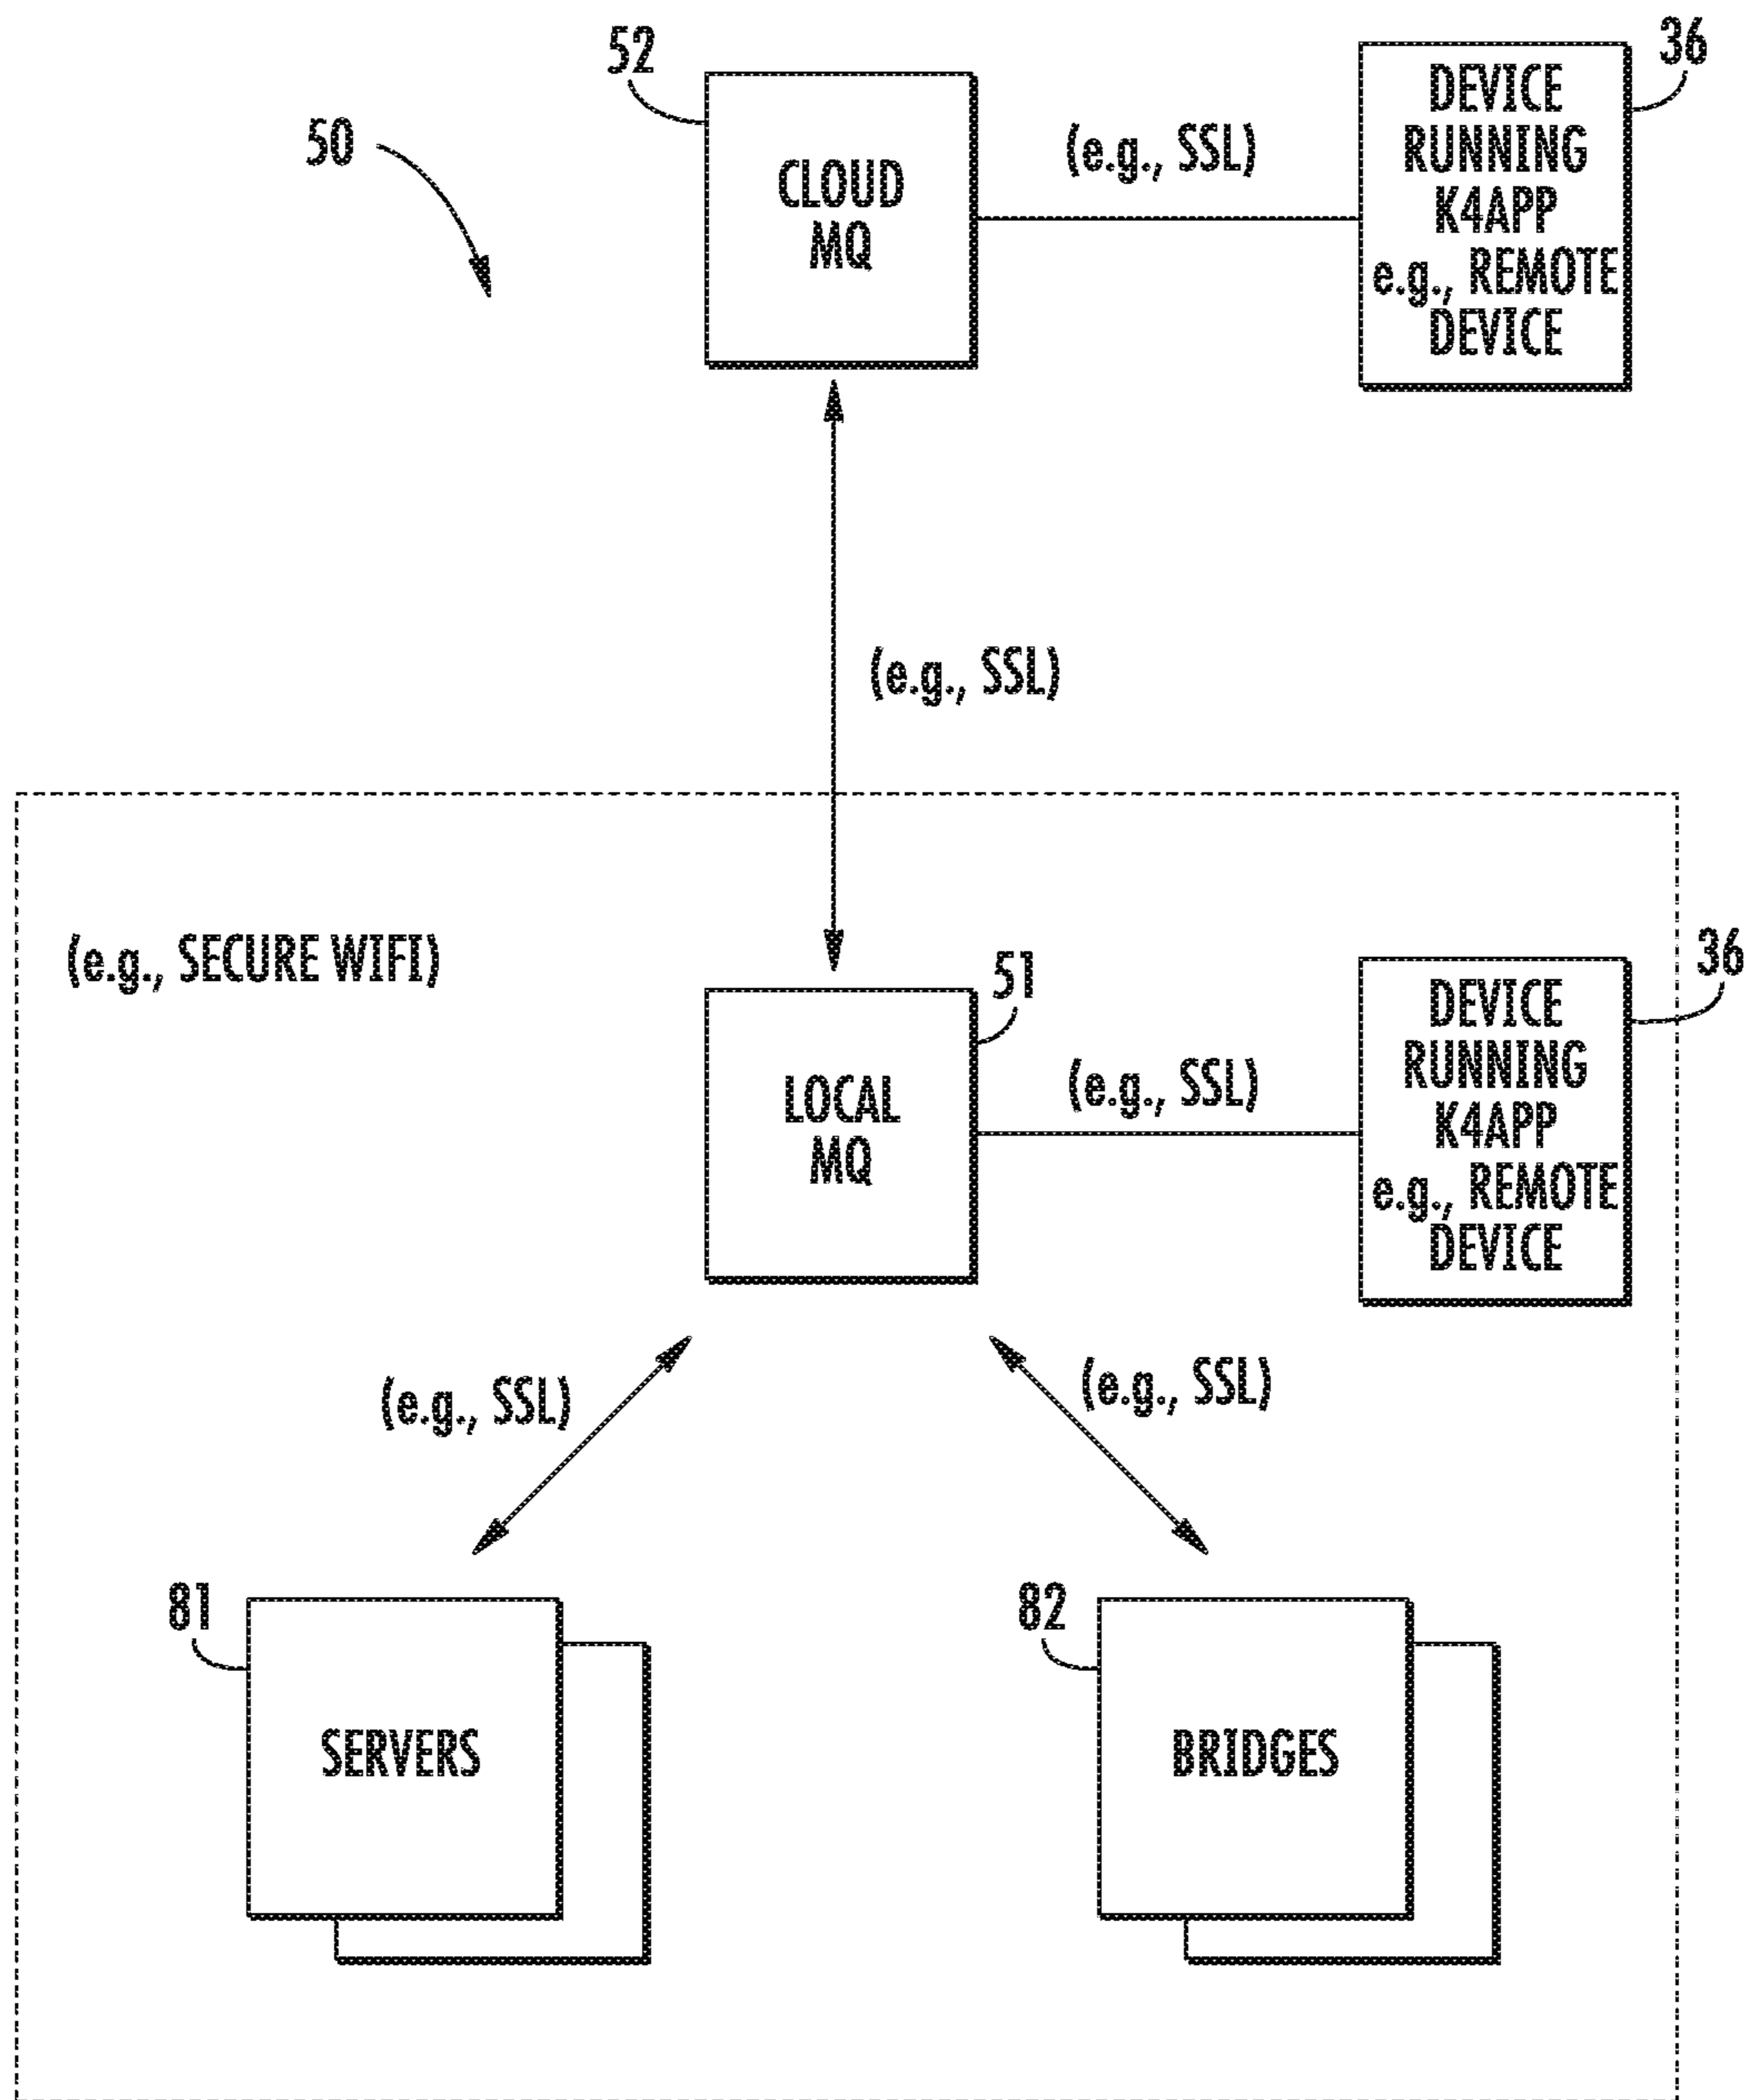 52
36
50
CLOUD
MQ
(e.g., SSL)
DEVICE
RUNNING
K4APP
e.g., REMOTE
DEVICE
(e.g., SSL)
(e.g., SECURE WIFI)
51
36
LOCAL
MQ
(e.g., SSL)
DEVICE
RUNNING
K4APP
e.g., REMOTE
DEVICE
(e.g., SSL)
(e.g., SSL)
81
82
SERVERS
BRIDGES